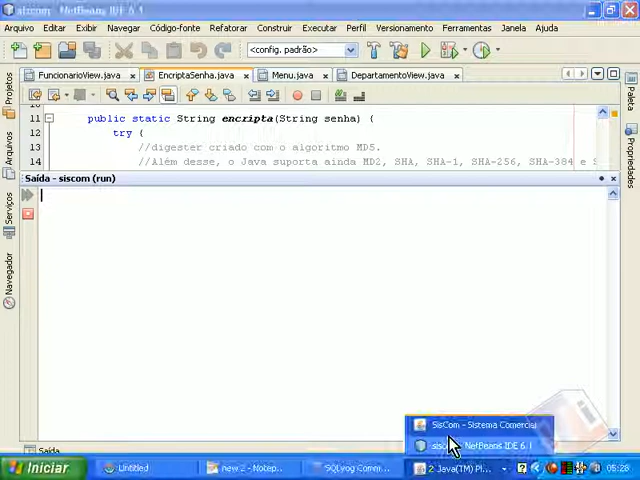 siscom - NetBeans IDE 6.1
Arquivo Editar Exibir Navegar Código-fonte Refatorar Construir Executar Perfil Versionamento Ferramentas Janela Ajuda
<config. padrão>
FuncionarioView.java EncriptaSenha.java Menu.java DepartamentoView.java
11 public static String encripta(String senha) {
12 try {
13 //digester criado com o algoritmo MD5.
14 //Além desse, o Java suporta ainda MD2, SHA, SHA-1, SHA-256, SHA-384 e S
Saída - siscom (run)
Projetos
Arquivos
Serviços
Navegador
Paleta
Propriedades
SisCom - Sistema Comercial
NetBeans IDE 6.1
Saída
Iniciar Untitled new 2 - Notep... SQLyog Comm... 2 Java(TM) Pl... 05:28